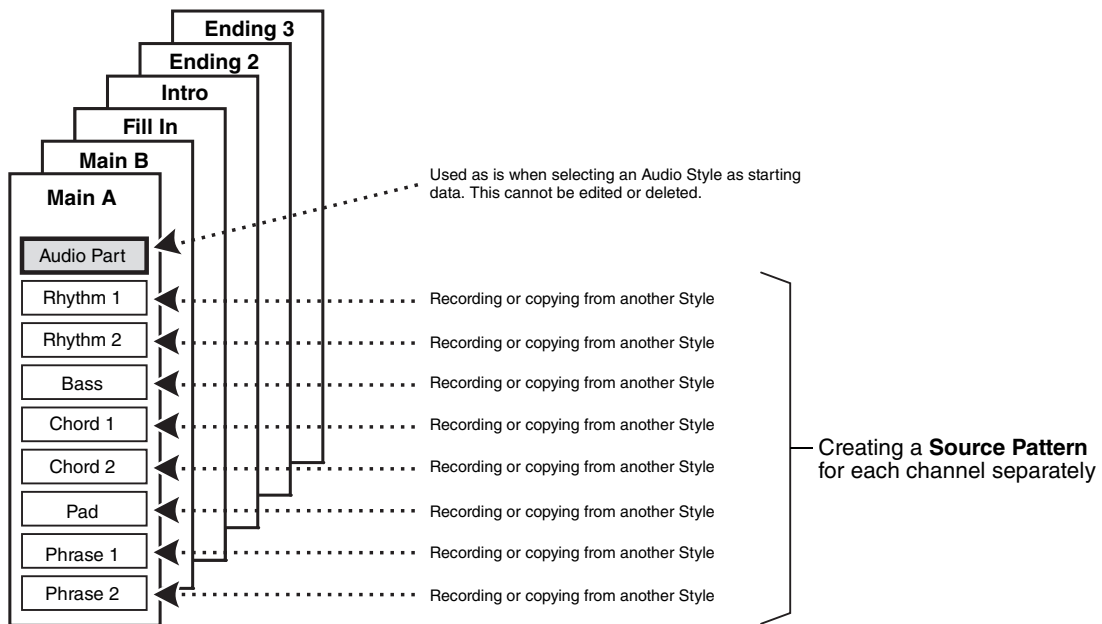 Ending 3
Ending 2
Intro
Fill In
Main B
Main A
Used as is when selecting an Audio Style as starting
data. This cannot be edited or deleted.
Audio Part
Rhythm 1
Recording or copying from another Style
Rhythm 2
Recording or copying from another Style
Bass
Recording or copying from another Style
Chord 1
Recording or copying from another Style
Chord 2
Recording or copying from another Style
Pad
Recording or copying from another Style
Phrase 1
Recording or copying from another Style
Phrase 2
Recording or copying from another Style
Creating a Source Pattern
for each channel separately